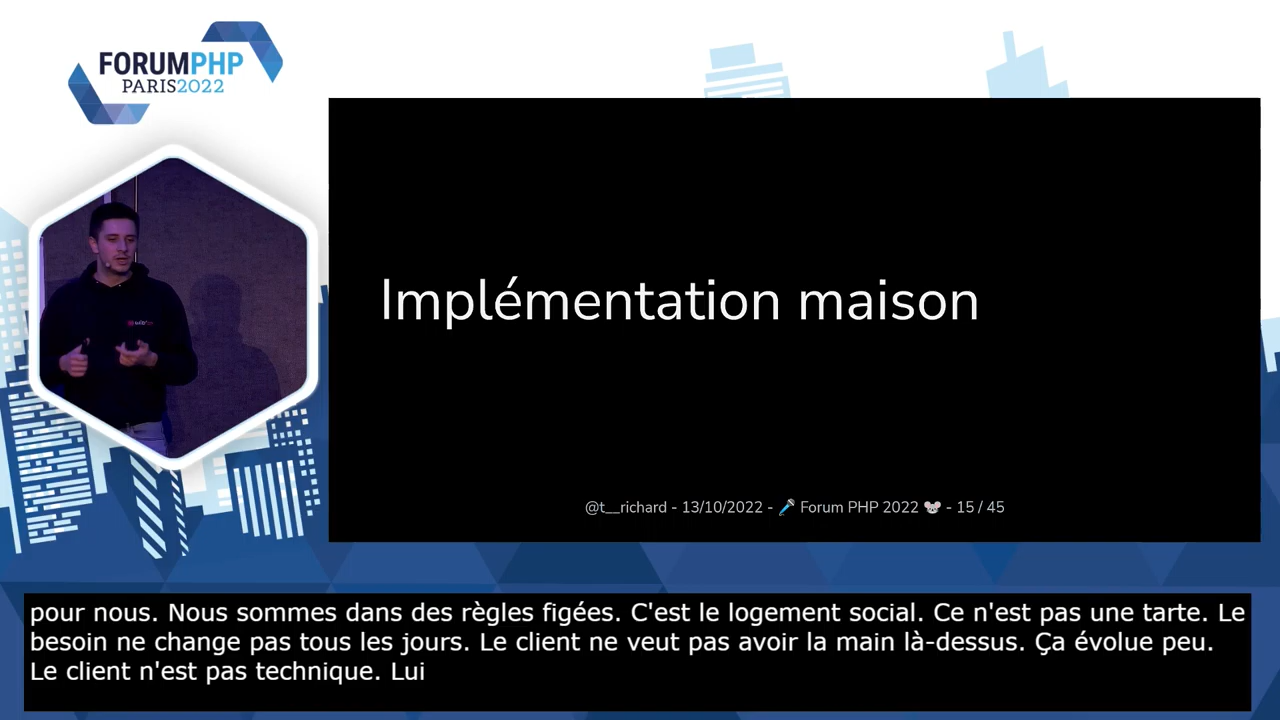 FORUMPHP
PARIS2022
Implémentation maison
@t__richard - 13/10/2022 - 🎤 Forum PHP 2022 🐭 - 15 / 45
pour nous. Nous sommes dans des règles figées. C'est le logement social. Ce n'est pas une tarte. Le
besoin ne change pas tous les jours. Le client ne veut pas avoir la main là-dessus. Ça évolue peu.
Le client n'est pas technique. Lui